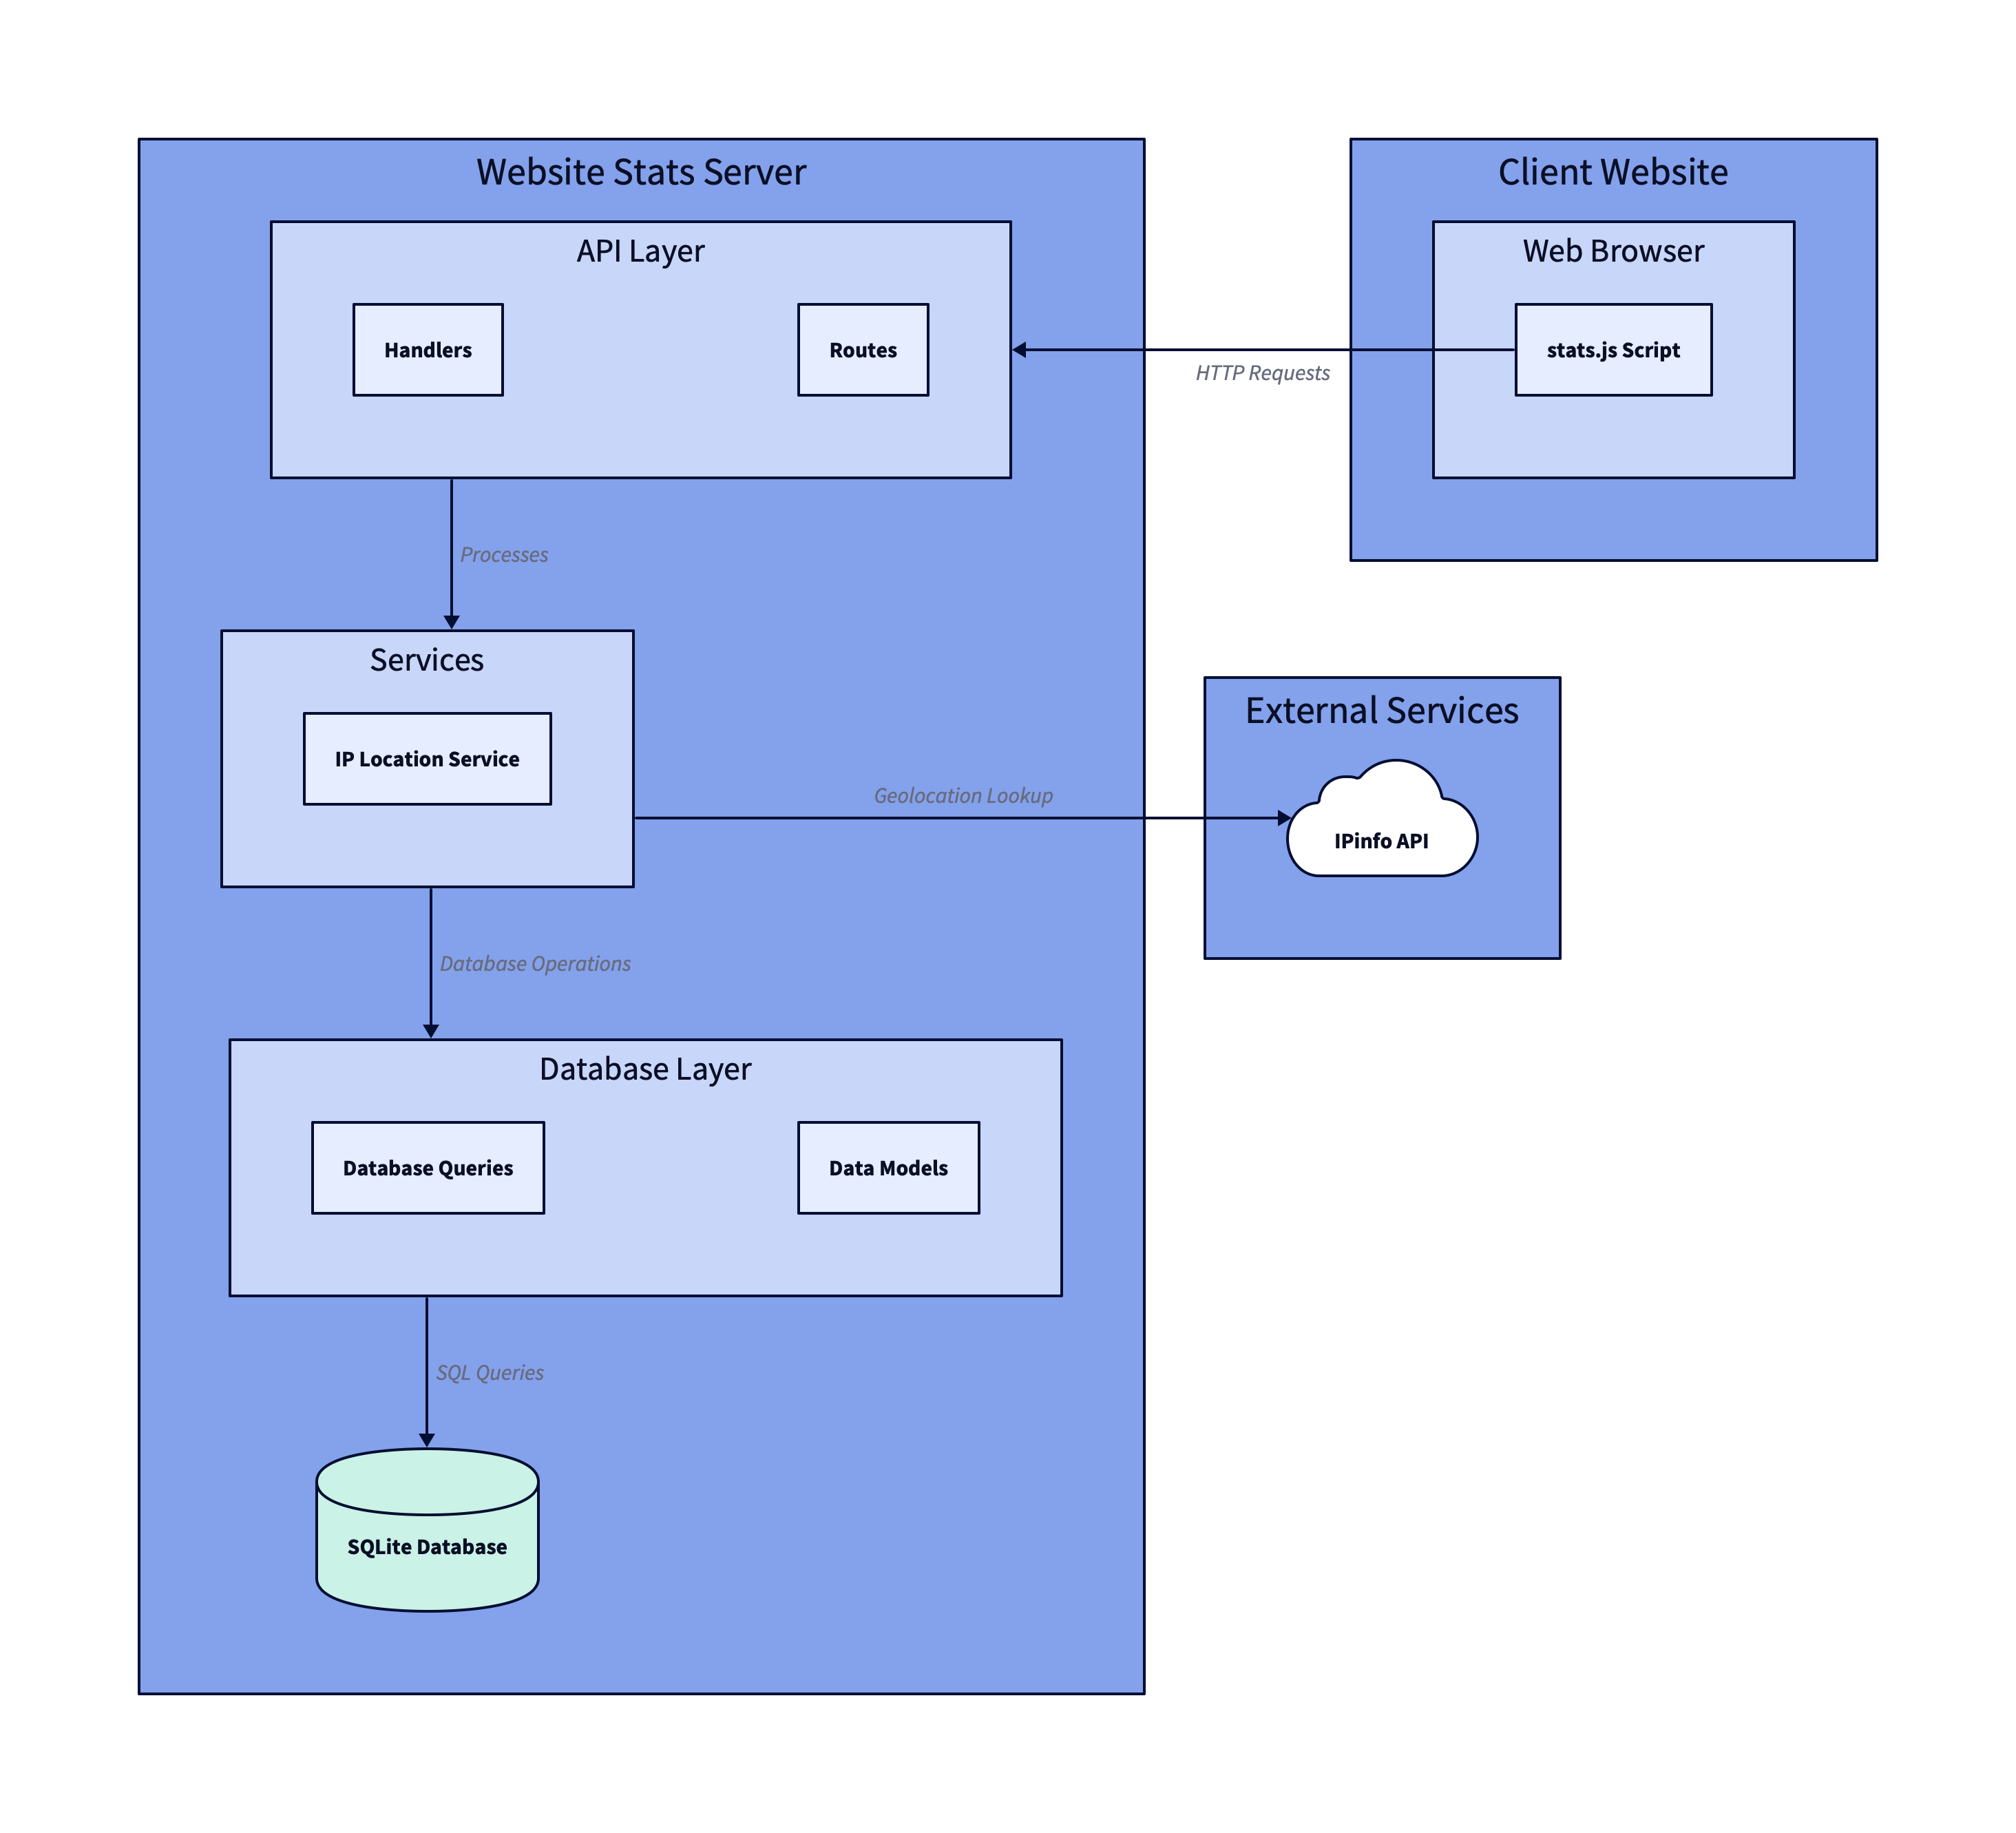 Website Stats Server
API Layer
Handlers
Routes
Processes
Services
IP Location Service
Geolocation Lookup
Database Operations
Database Layer
Database Queries
Data Models
SQL Queries
SQLite Database
Client Website
Web Browser
stats.js Script
HTTP Requests
External Services
IPinfo API